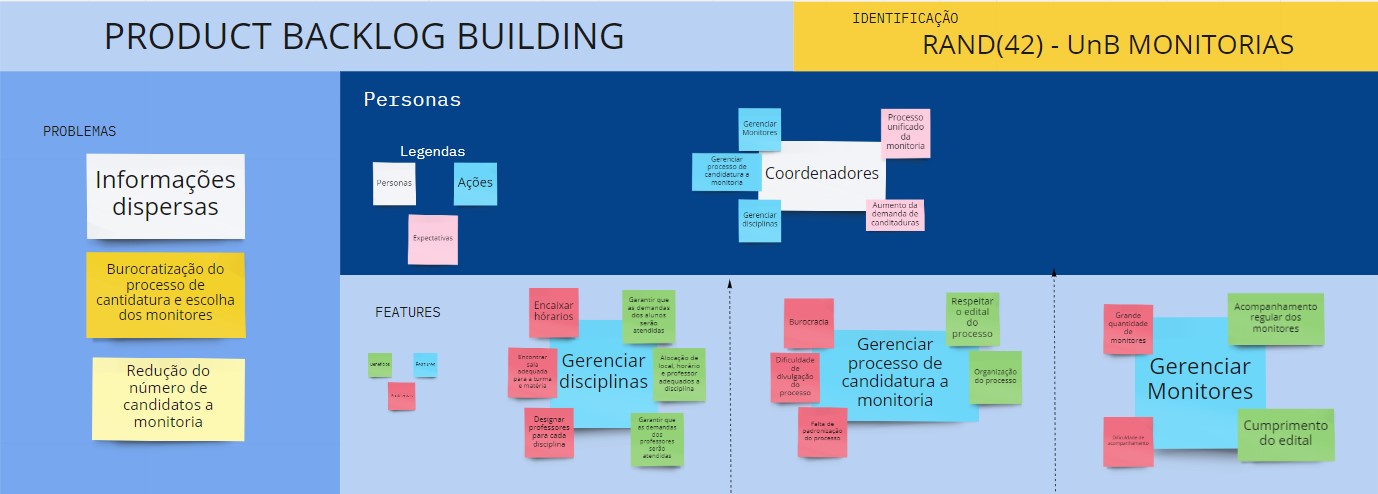 PRODUCT BACKLOG BUILDING
IDENTIFICAÇÃO
RAND(42) - UnB MONITORIAS
PROBLEMAS
Informações
dispersas
Burocratização do
processo de
cantidatura e escolha
dos monitores
Redução do
número de
candidatos a
monitoria
Personas
Legendas
Personas
Ações
Expectativas
Gerenciar
Monitores
Gerenciar
processo de
candidatura a
monitoria
Gerenciar
disciplinas
Coordenadores
Processo
unificado
da
monitoria
Aumento da
demanda de
canditaduras
FEATURES
Benefícios
Features
Encaixar
hórarios
Encontrar
sala
adequada
para a turma
e matéria
Designar
professores
para cada
disciplina
Gerenciar
disciplinas
Garantir que
as demandas
dos alunos
serão
atendidas
Alocação de
local, horário
e professor
adequados a
disciplina
Garantir que
as demandas
dos
professores
serão
atendidas
Burocracia
Dificuldade
de
divulgação
do
processo
Falta de
padronização
do processo
Gerenciar
processo de
candidatura a
monitoria
Respeitar
o edital
do
processo
Organização
do processo
Grande
quantidade
de
monitores
Dificuldade de
acompanhamento
Gerenciar
Monitores
Acompanhamento
regular dos
monitores
Cumprimento
do edital